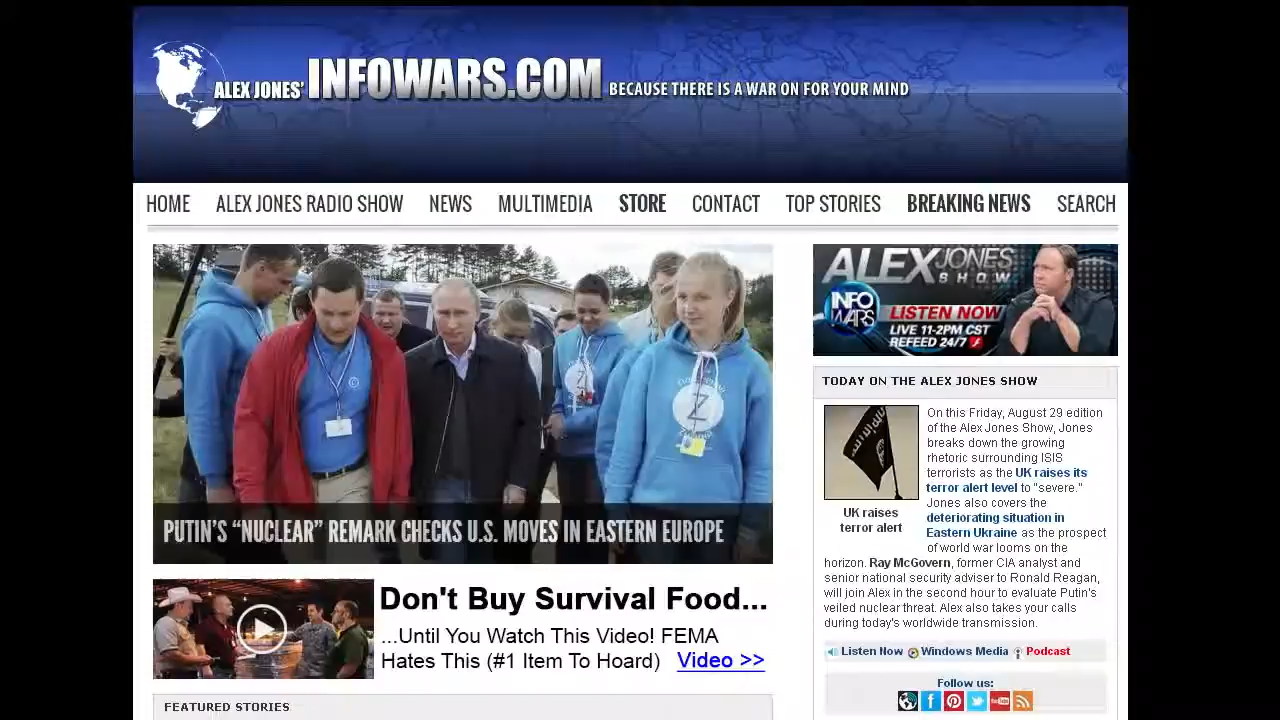 ALEX JONES' INFOWARS.COM BECAUSE THERE IS A WAR ON FOR YOUR MIND
HOME ALEX JONES RADIO SHOW NEWS MULTIMEDIA STORE CONTACT TOP STORIES BREAKING NEWS SEARCH
Z
PUTIN'S “NUCLEAR” REMARK CHECKS U.S. MOVES IN EASTERN EUROPE
Don't Buy Survival Food...
...Until You Watch This Video! FEMA
Hates This (#1 Item To Hoard) Video >>
FEATURED STORIES
ALEX JONES
SHOW
INFO
WARS
LISTEN NOW
LIVE 11-2PM CST
REFEED 24/7
TODAY ON THE ALEX JONES SHOW
On this Friday, August 29 edition
of the Alex Jones Show, Jones
breaks down the growing
rhetoric surrounding ISIS
terrorists as the UK raises its
terror alert level to "severe."
Jones also covers the
deteriorating situation in
Eastern Ukraine as the prospect
of world war looms on the
UK raises
terror alert
horizon. Ray McGovern, former CIA analyst and
senior national security adviser to Ronald Reagan,
will join Alex in the second hour to evaluate Putin's
veiled nuclear threat. Alex also takes your calls
during today's worldwide transmission.
Listen Now Windows Media Podcast
Follow us: